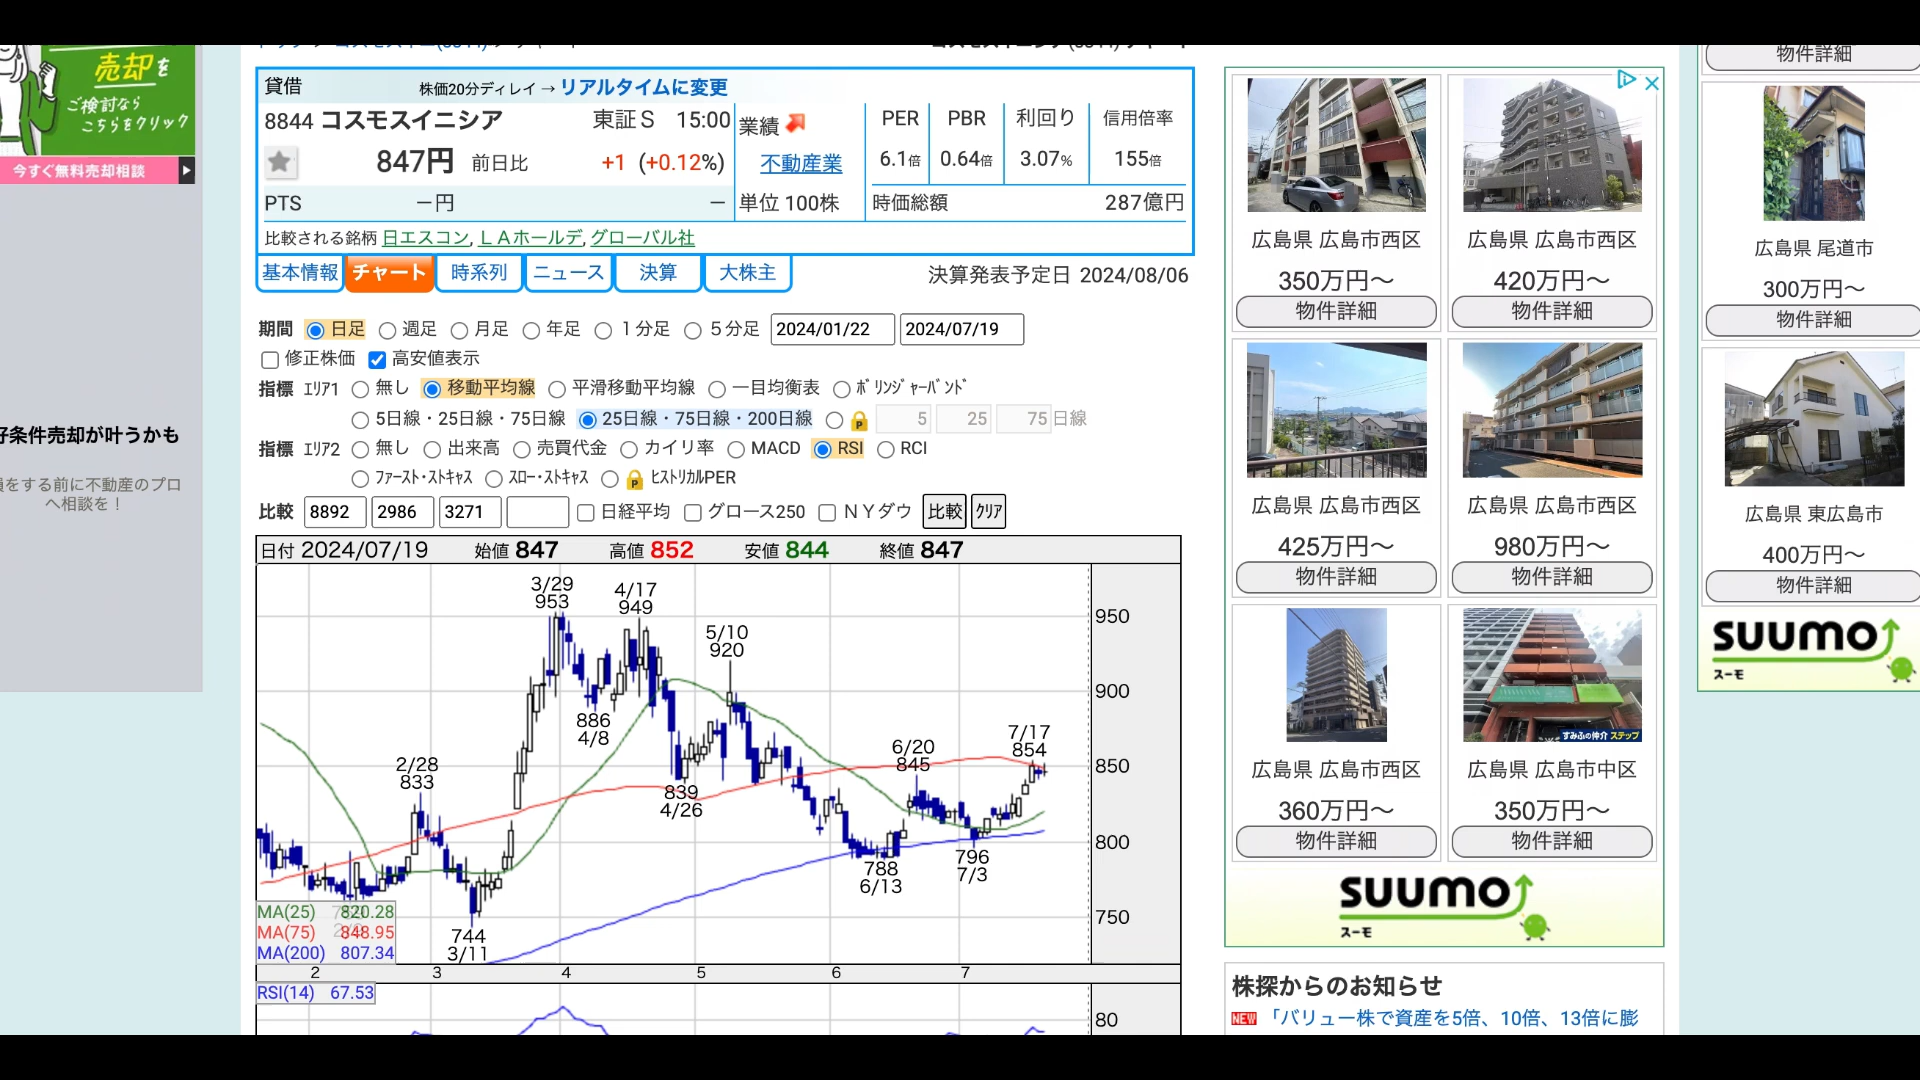 売却を
ご検討なら
こちらをクリック
今すぐ無料売却相談
好条件売却が叶うかも
をする前に不動産のプロ
へ相談を！
貸借
株価20分ディレイ → リアルタイムに変更
8844 コスモスイニシア
東証Ｓ 15:00
847円 前日比 +1 (+0.12%)
PTS －円 －
業績
不動産業
単位 100株
PER PBR 利回り 信用倍率
6.1倍 0.64倍 3.07% 155倍
時価総額 287億円
比較される銘柄 日エスコン, ＬＡホールデ, グローバル社
基本情報 チャート 時系列 ニュース 決算 大株主
決算発表予定日 2024/08/06
期間 日足 週足 月足 年足 １分足 ５分足 2024/01/22 2024/07/19
修正株価 高安値表示
指標 ｴﾘｱ1 無し 移動平均線 平滑移動平均線 一目均衡表 ﾎﾞﾘﾝｼﾞｬｰﾊﾞﾝﾄﾞ
5日線・25日線・75日線 25日線・75日線・200日線 P 5 25 75 日線
指標 ｴﾘｱ2 無し 出来高 売買代金 カイリ率 MACD RSI RCI
ﾌｧｰｽﾄ･ｽﾄｷｬｽ ｽﾛｰ･ｽﾄｷｬｽ P ﾋｽﾄﾘｶﾙPER
比較 8892 2986 3271 日経平均 グロース250 ＮＹダウ 比較 ｸﾘｱ
日付 2024/07/19 始値 847 高値 852 安値 844 終値 847
3/29
953
4/17
949
5/10
920
886
4/8
2/28
833
839
4/26
6/20
845
7/17
854
788
6/13
796
7/3
744
3/11
950
900
850
800
750
MA(25) 820.28
MA(75) 848.95
MA(200) 807.34
2 3 4 5 6 7
RSI(14) 67.53
80
広島県 広島市西区
350万円～
物件詳細
広島県 広島市西区
420万円～
物件詳細
広島県 広島市西区
425万円～
物件詳細
広島県 広島市西区
980万円～
物件詳細
広島県 広島市西区
360万円～
物件詳細
すみふの仲介 ステップ
広島県 広島市中区
350万円～
物件詳細
suumo
スーモ
株探からのお知らせ
NEW 「バリュー株で資産を5倍、10倍、13倍に膨
物件詳細
広島県 尾道市
300万円～
物件詳細
広島県 東広島市
400万円～
物件詳細
suumo
スーモ